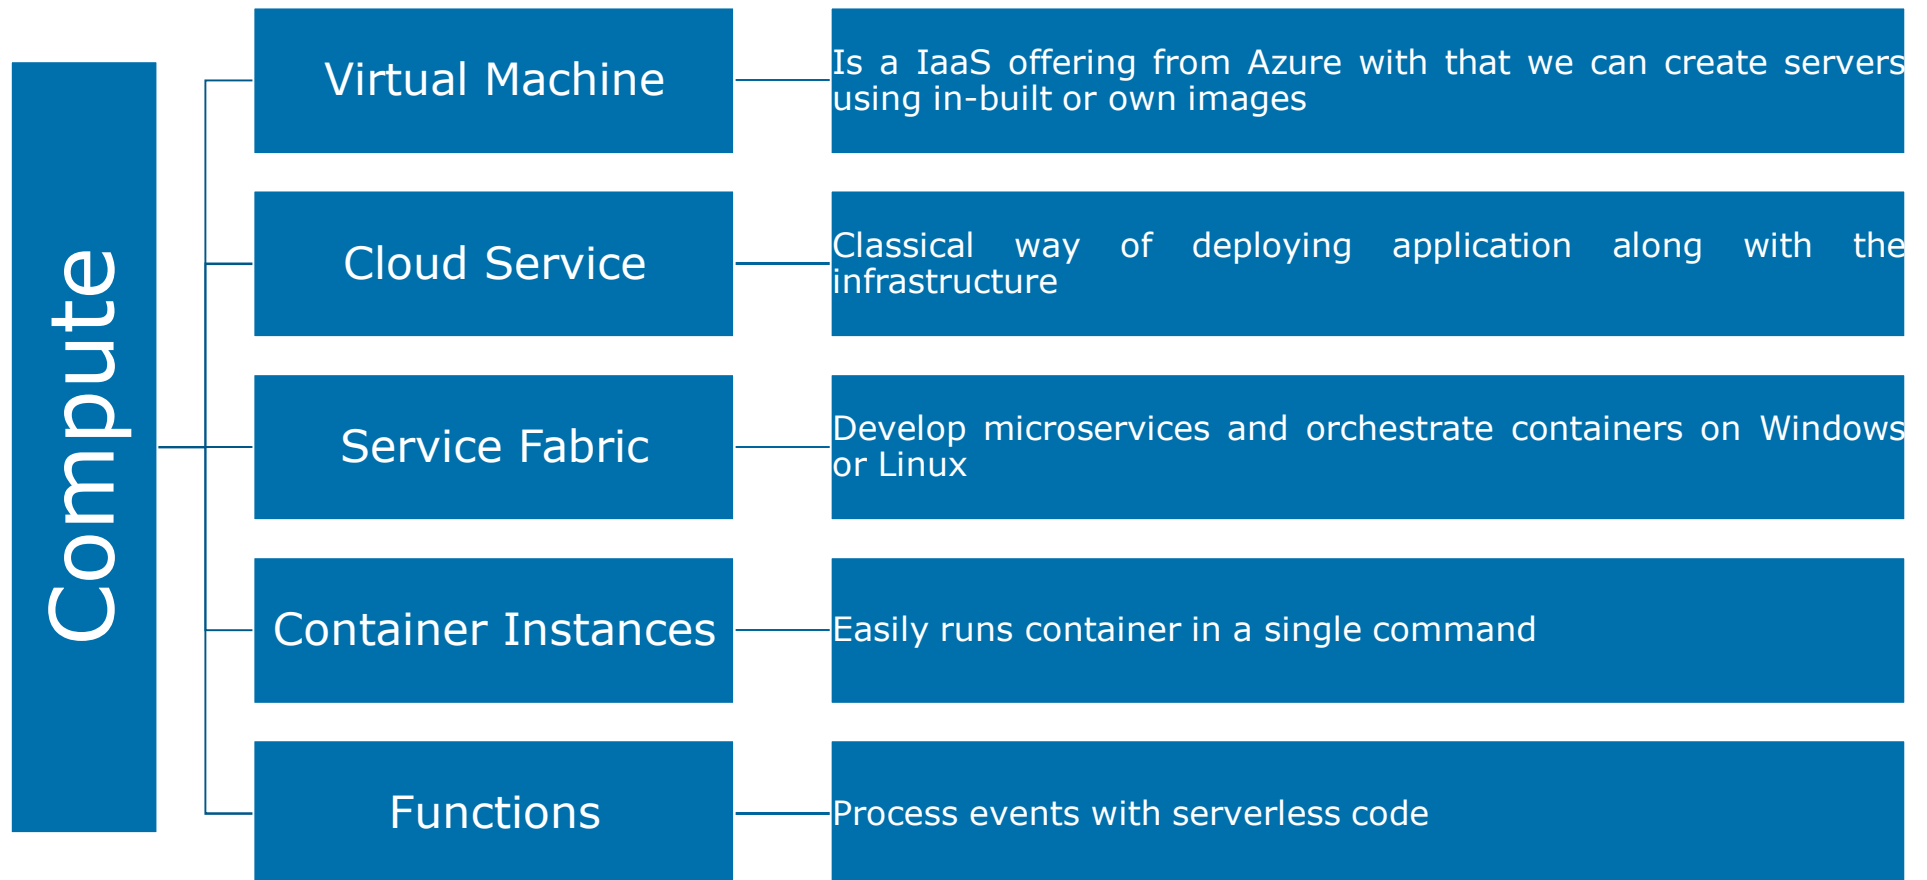 Compute
Virtual Machine
Is a IaaS offering from Azure with that we can create servers
using in-built or own images
Cloud Service
Classical way of deploying application along with the
infrastructure
Service Fabric
Develop microservices and orchestrate containers on Windows
or Linux
Container Instances
Easily runs container in a single command
Functions
Process events with serverless code